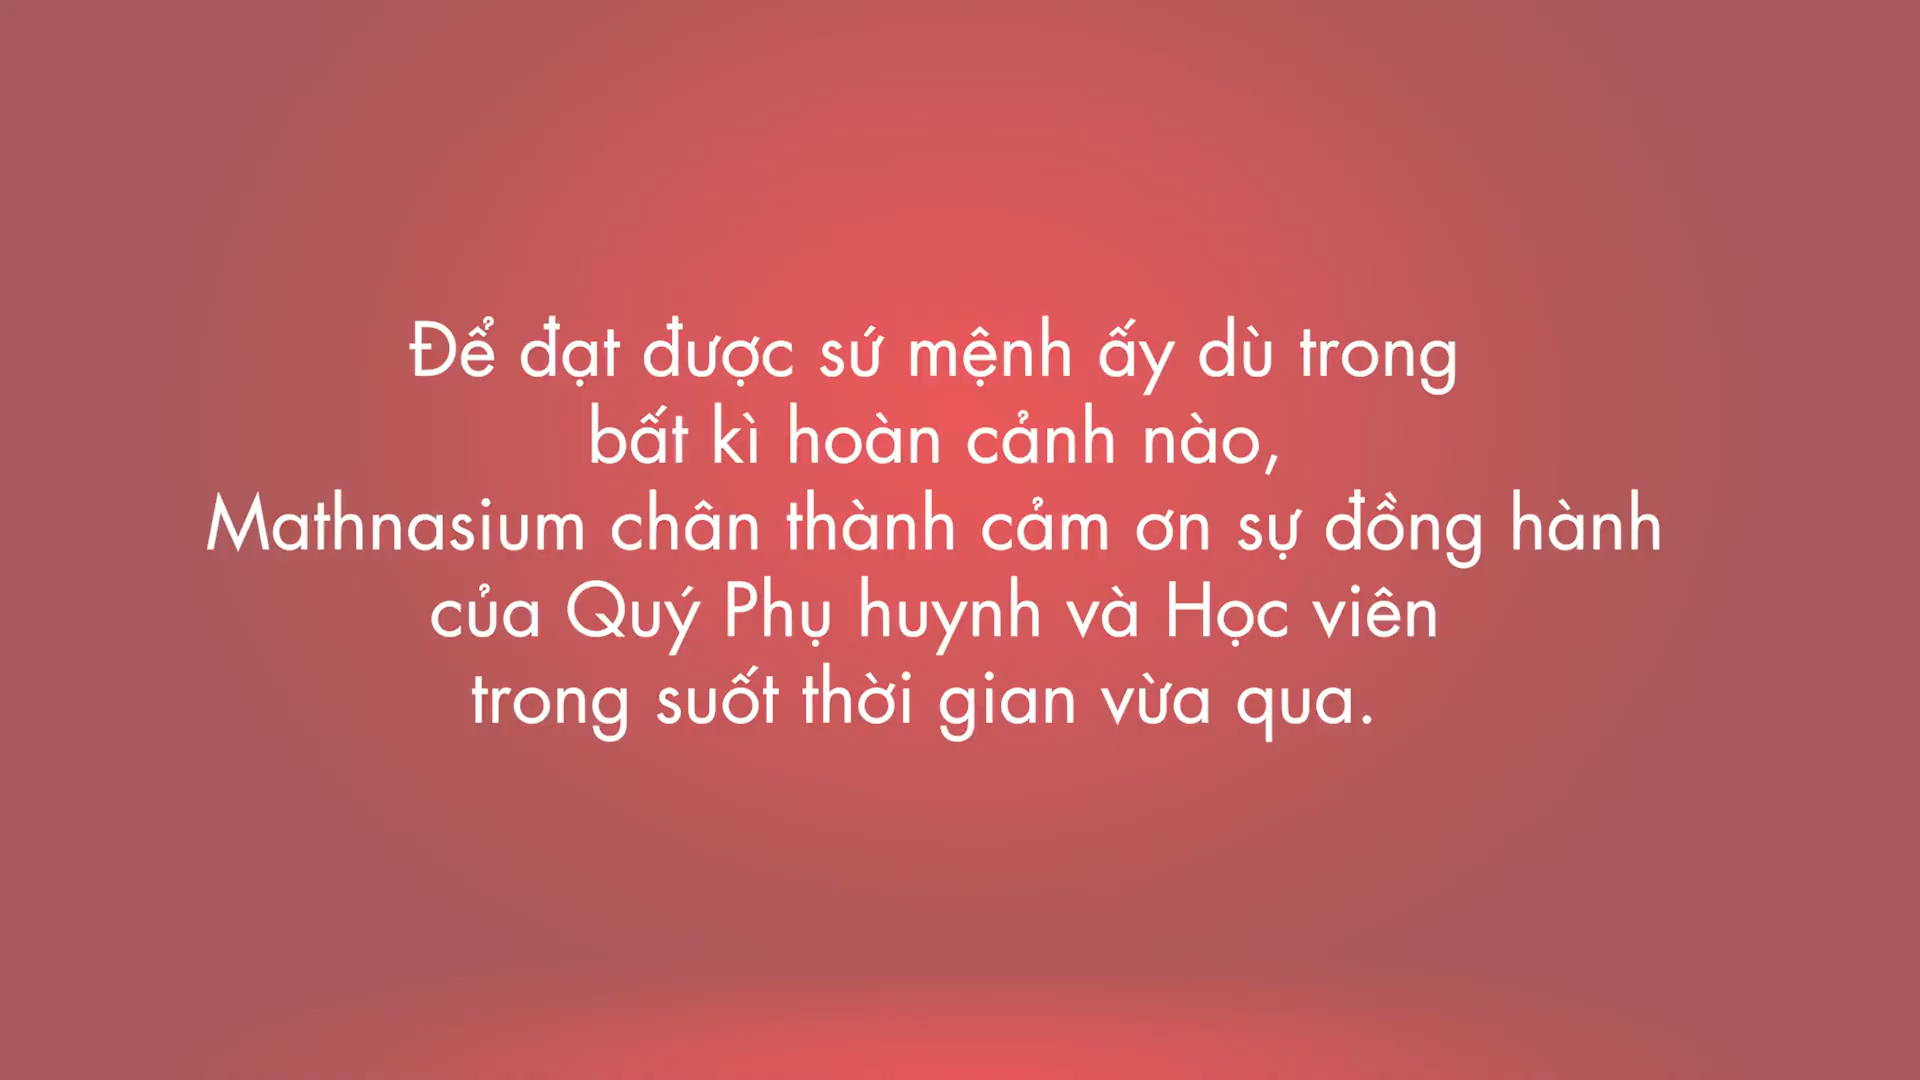 Để đạt được sứ mệnh ấy dù trong
bất kì hoàn cảnh nào,
Mathnasium chân thành cảm ơn sự đồng hành
của Quý Phụ huynh và Học viên
trong suốt thời gian vừa qua.